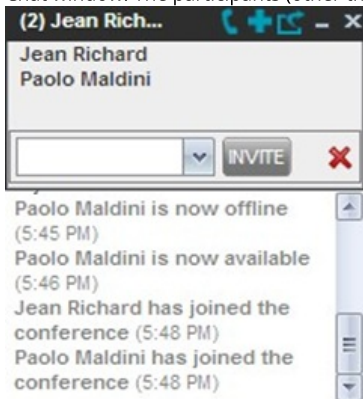 (2) Jean Rich...
Jean Richard
Paolo Maldini
INVITE
Paolo Maldini is now offline
(5:45 PM)
Paolo Maldini is now available
(5:46 PM)
Jean Richard has joined the
conference (5:48 PM)
Paolo Maldini has joined the
conference (5:48 PM)